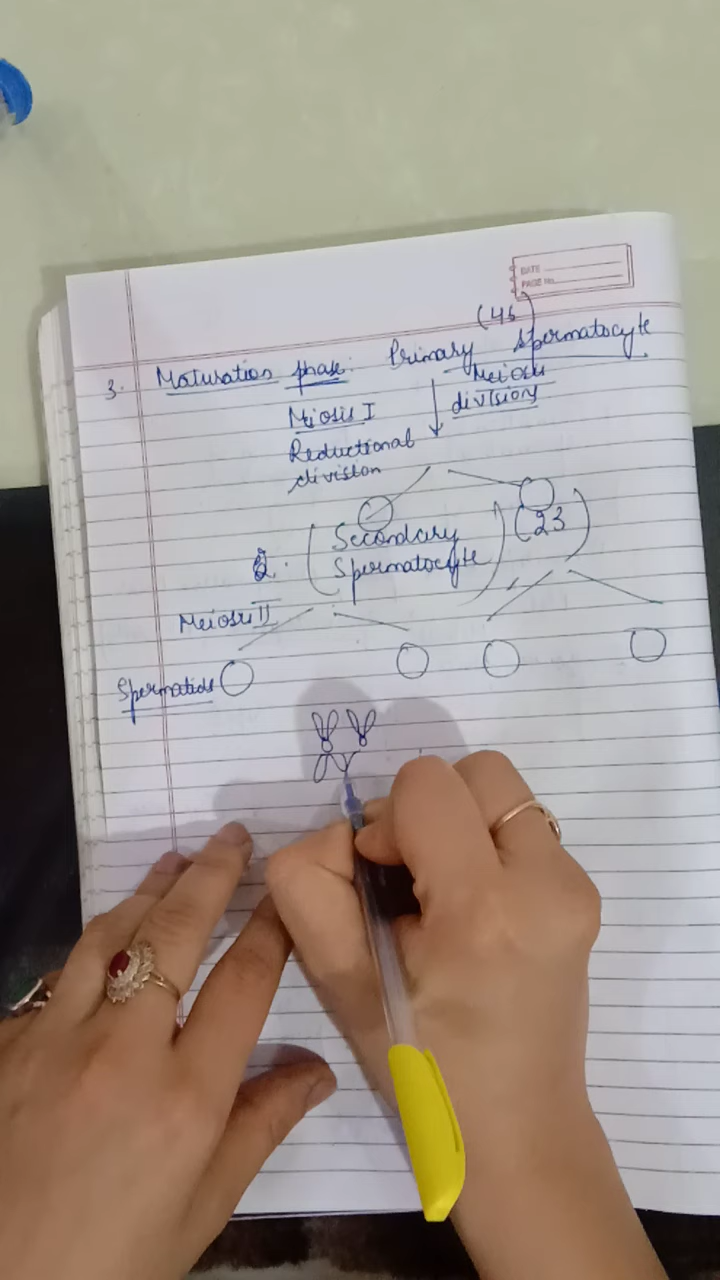 DATE
PAGE No.
(46)
3. Maturation phase: Primary Spermatocyte
Meiosis
Miosis I division
Reductional
division
(23)
Secondary
2. Spermatocyte
Meiosis II
Spermatids